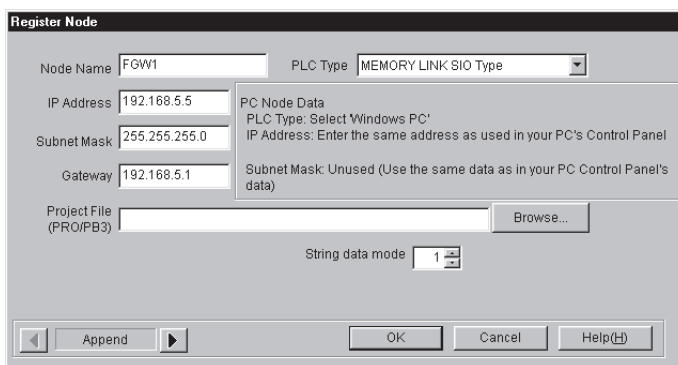 Register Node
Node Name FGW1 PLC Type MEMORY LINK SIO Type
IP Address 192.168.5.5
Subnet Mask 255.255.255.0
Gateway 192.168.5.1
PC Node Data
PLC Type: Select 'Windows PC'
IP Address: Enter the same address as used in your PC's Control Panel
Subnet Mask: Unused (Use the same data as in your PC Control Panel's
data)
Project File
(PRO/PB3)
Browse...
String data mode 1
Append OK Cancel Help(H)